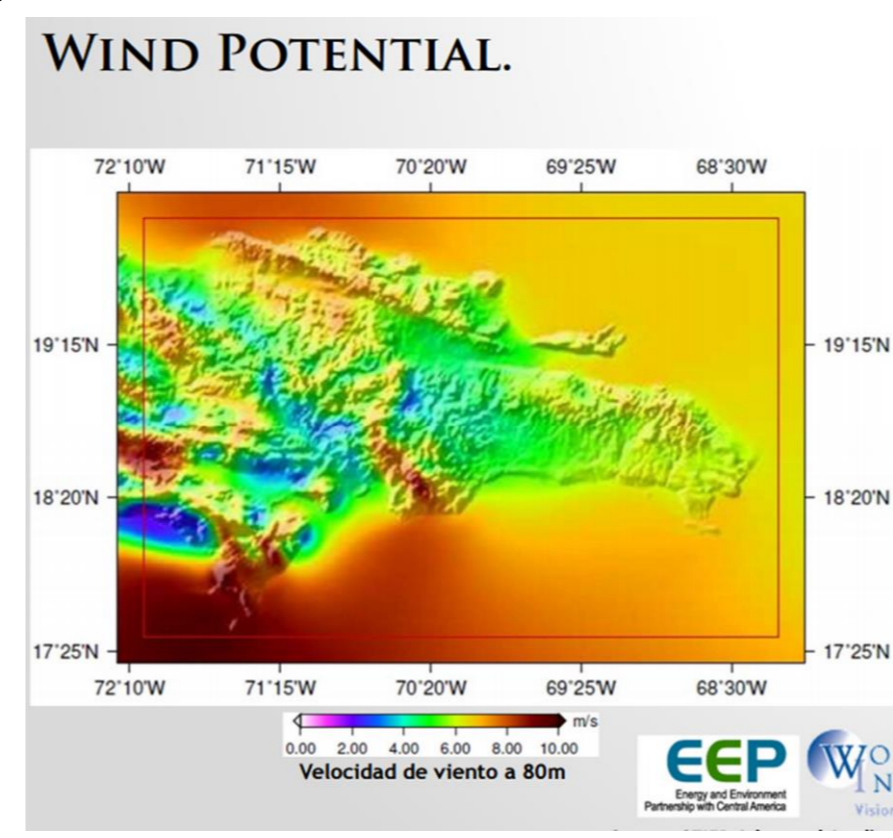 WIND POTENTIAL.
72°10'W 71°15'W 70°20'W 69°25'W 68°30'W
19°15'N 19°15'N
18°20'N 18°20'N
17°25'N 17°25'N
72°10'W 71°15'W 70°20'W 69°25'W 68°30'W
m/s
0.00 2.00 4.00 6.00 8.00 10.00
Velocidad de viento a 80m
EEP
Energy and Environment
Partnership with Central America
WO
IN
Vision